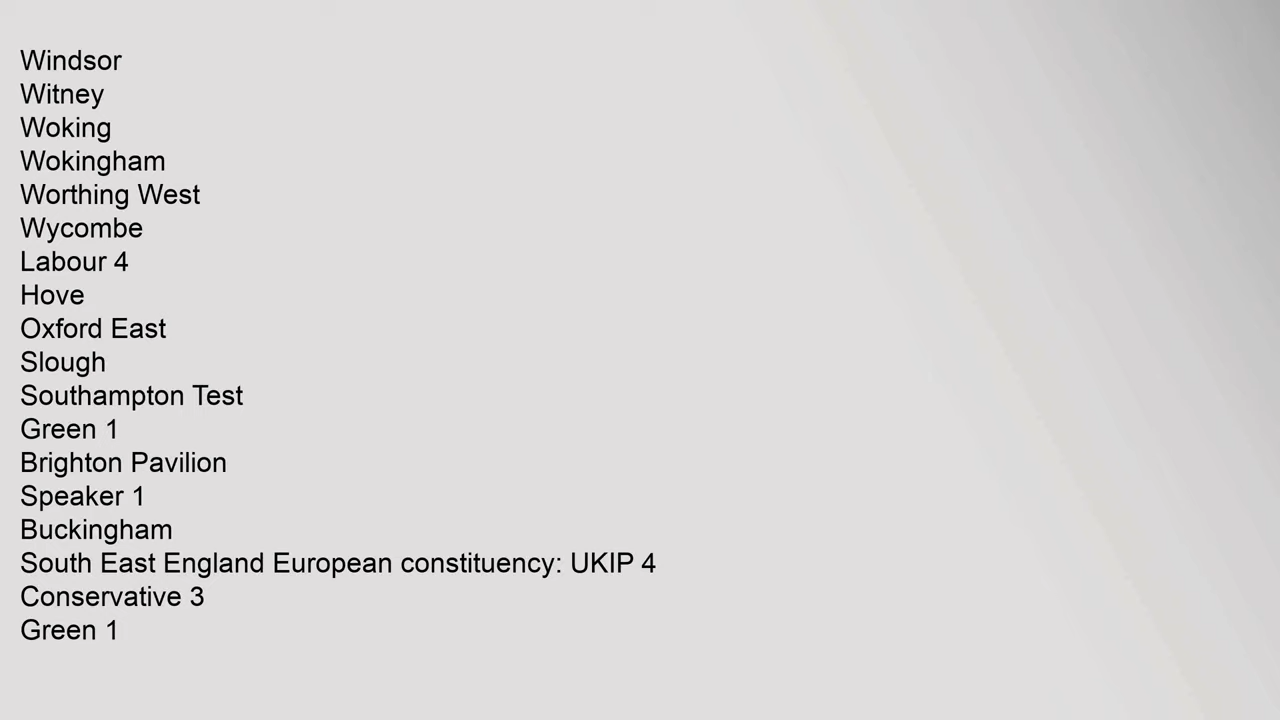 Windsor
Witney
Woking
Wokingham
Worthing West
Wycombe
Labour 4
Hove
Oxford East
Slough
Southampton Test
Green 1
Brighton Pavilion
Speaker 1
Buckingham
South East England European constituency: UKIP 4
Conservative 3
Green 1